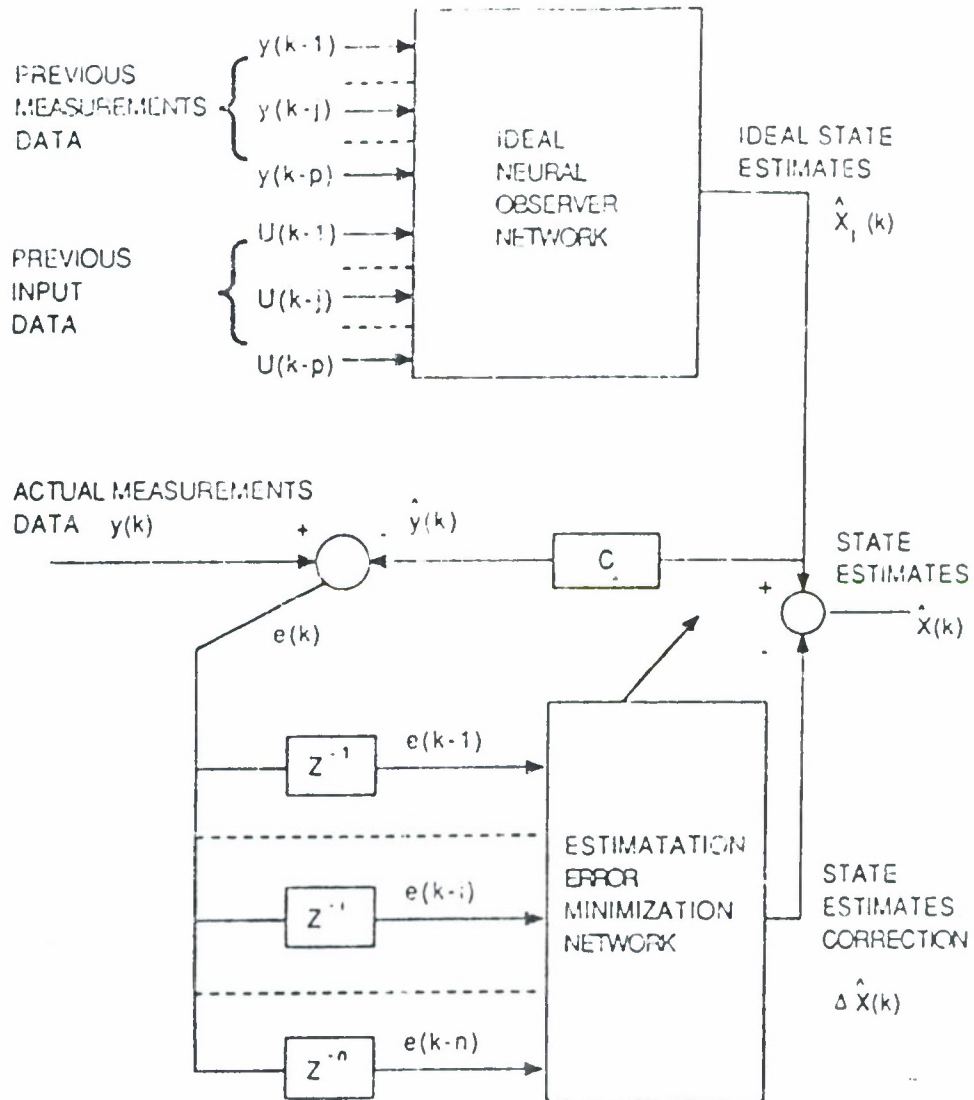 y(k-1)
PREVIOUS
MEASUREMENTS
DATA
y(k-j)
y(k-p)
IDEAL
NEURAL
OBSERVER
NETWORK
IDEAL STATE
ESTIMATES
^
X I (k)
PREVIOUS
INPUT
DATA
U(k-1)
U(k-j)
U(k-p)
ACTUAL MEASUREMENTS
DATA y(k)
+
-
^
y(k)
C
+
-
STATE
ESTIMATES
^
X(k)
e(k)
Z⁻¹
e(k-1)
Z⁻ⁱ
e(k-i)
Z⁻ⁿ
e(k-n)
ESTIMATATION
ERROR
MINIMIZATION
NETWORK
STATE
ESTIMATES
CORRECTION
^
Δ X(k)